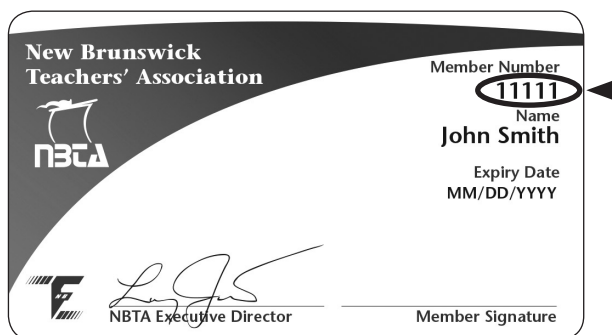 New Brunswick
Teachers' Association
NBTA
Member Number
11111
Name
John Smith
Expiry Date
MM/DD/YYYY
NBTA Executive Director
Member Signature